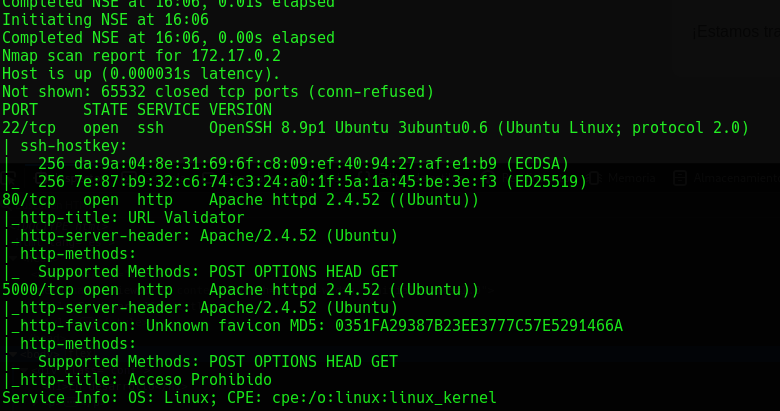 Completed NSE at 16:06, 0.01s elapsed
Initiating NSE at 16:06
Completed NSE at 16:06, 0.00s elapsed
Nmap scan report for 172.17.0.2
Host is up (0.000031s latency).
Not shown: 65532 closed tcp ports (conn-refused)
PORT     STATE SERVICE VERSION
22/tcp   open  ssh     OpenSSH 8.9p1 Ubuntu 3ubuntu0.6 (Ubuntu Linux; protocol 2.0)
| ssh-hostkey:
|   256 da:9a:04:8e:31:69:6f:c8:09:ef:40:94:27:af:e1:b9 (ECDSA)
|_  256 7e:87:b9:32:c6:74:c3:24:a0:1f:5a:1a:45:be:3e:f3 (ED25519)
80/tcp   open  http    Apache httpd 2.4.52 ((Ubuntu))
|_http-title: URL Validator
|_http-server-header: Apache/2.4.52 (Ubuntu)
| http-methods:
|_  Supported Methods: POST OPTIONS HEAD GET
5000/tcp open  http    Apache httpd 2.4.52 ((Ubuntu))
|_http-server-header: Apache/2.4.52 (Ubuntu)
|_http-favicon: Unknown favicon MD5: 0351FA29387B23EE3777C57E5291466A
| http-methods:
|_  Supported Methods: POST OPTIONS HEAD GET
|_http-title: Acceso Prohibido
Service Info: OS: Linux; CPE: cpe:/o:linux:linux_kernel
¡Estamos
Memoria